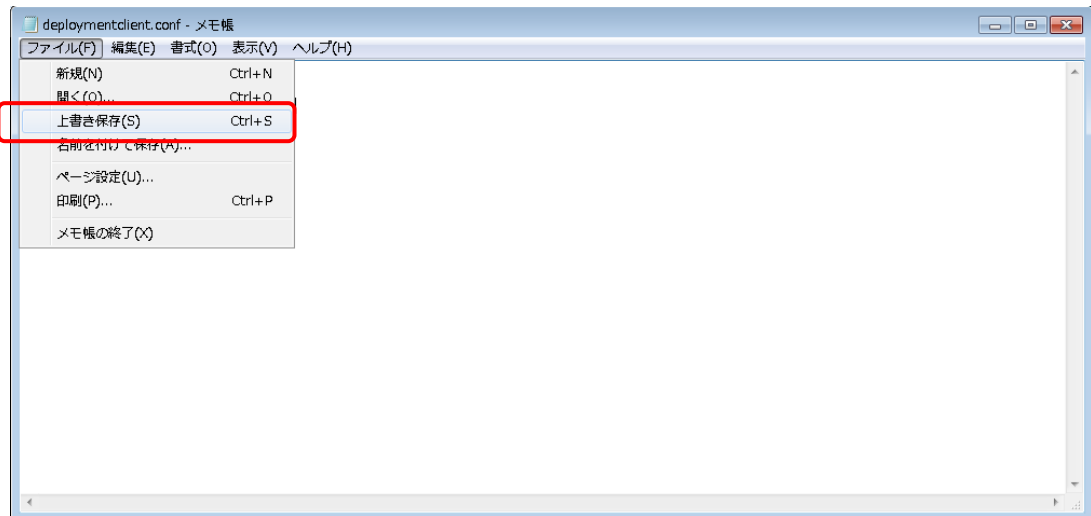 deploymentclient.conf - メモ帳
ファイル(F) 編集(E) 書式(O) 表示(V) ヘルプ(H)
新規(N) Ctrl+N
開く(O)... Ctrl+O
上書き保存(S) Ctrl+S
名前を付けて保存(A)...
ページ設定(U)...
印刷(P)... Ctrl+P
メモ帳の終了(X)